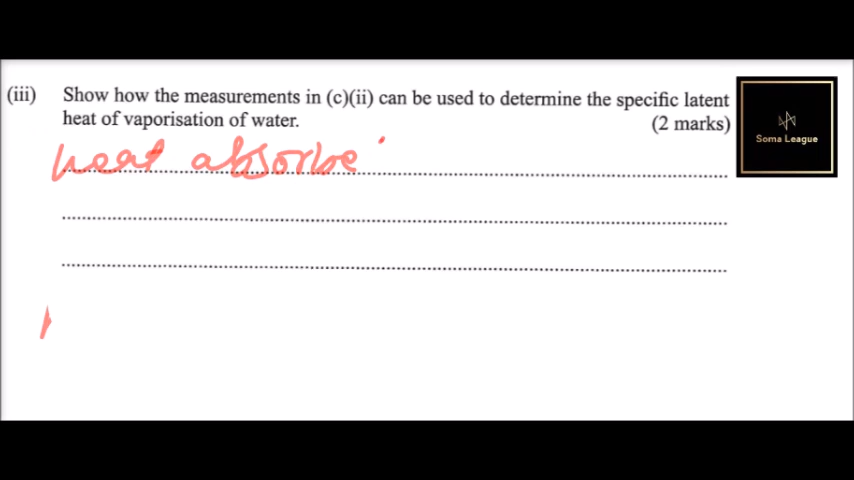 (iii) Show how the measurements in (c)(ii) can be used to determine the specific latent
heat of vaporisation of water. (2 marks)
Soma League
heat absorbe